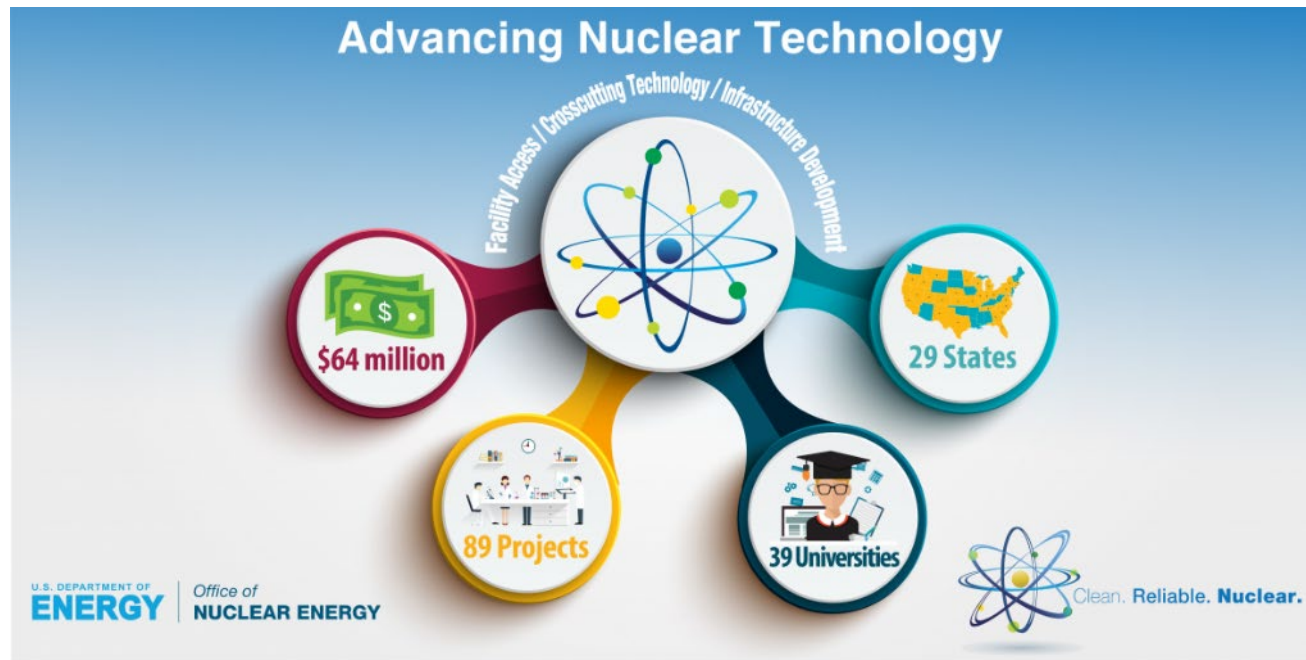 Advancing Nuclear Technology
Facility Access / Crosscutting Technology / Infrastructure Development
$
$64 million
29 States
89 Projects
39 Universities
U.S. DEPARTMENT OF
ENERGY
Office of
NUCLEAR ENERGY
Clean. Reliable. Nuclear.